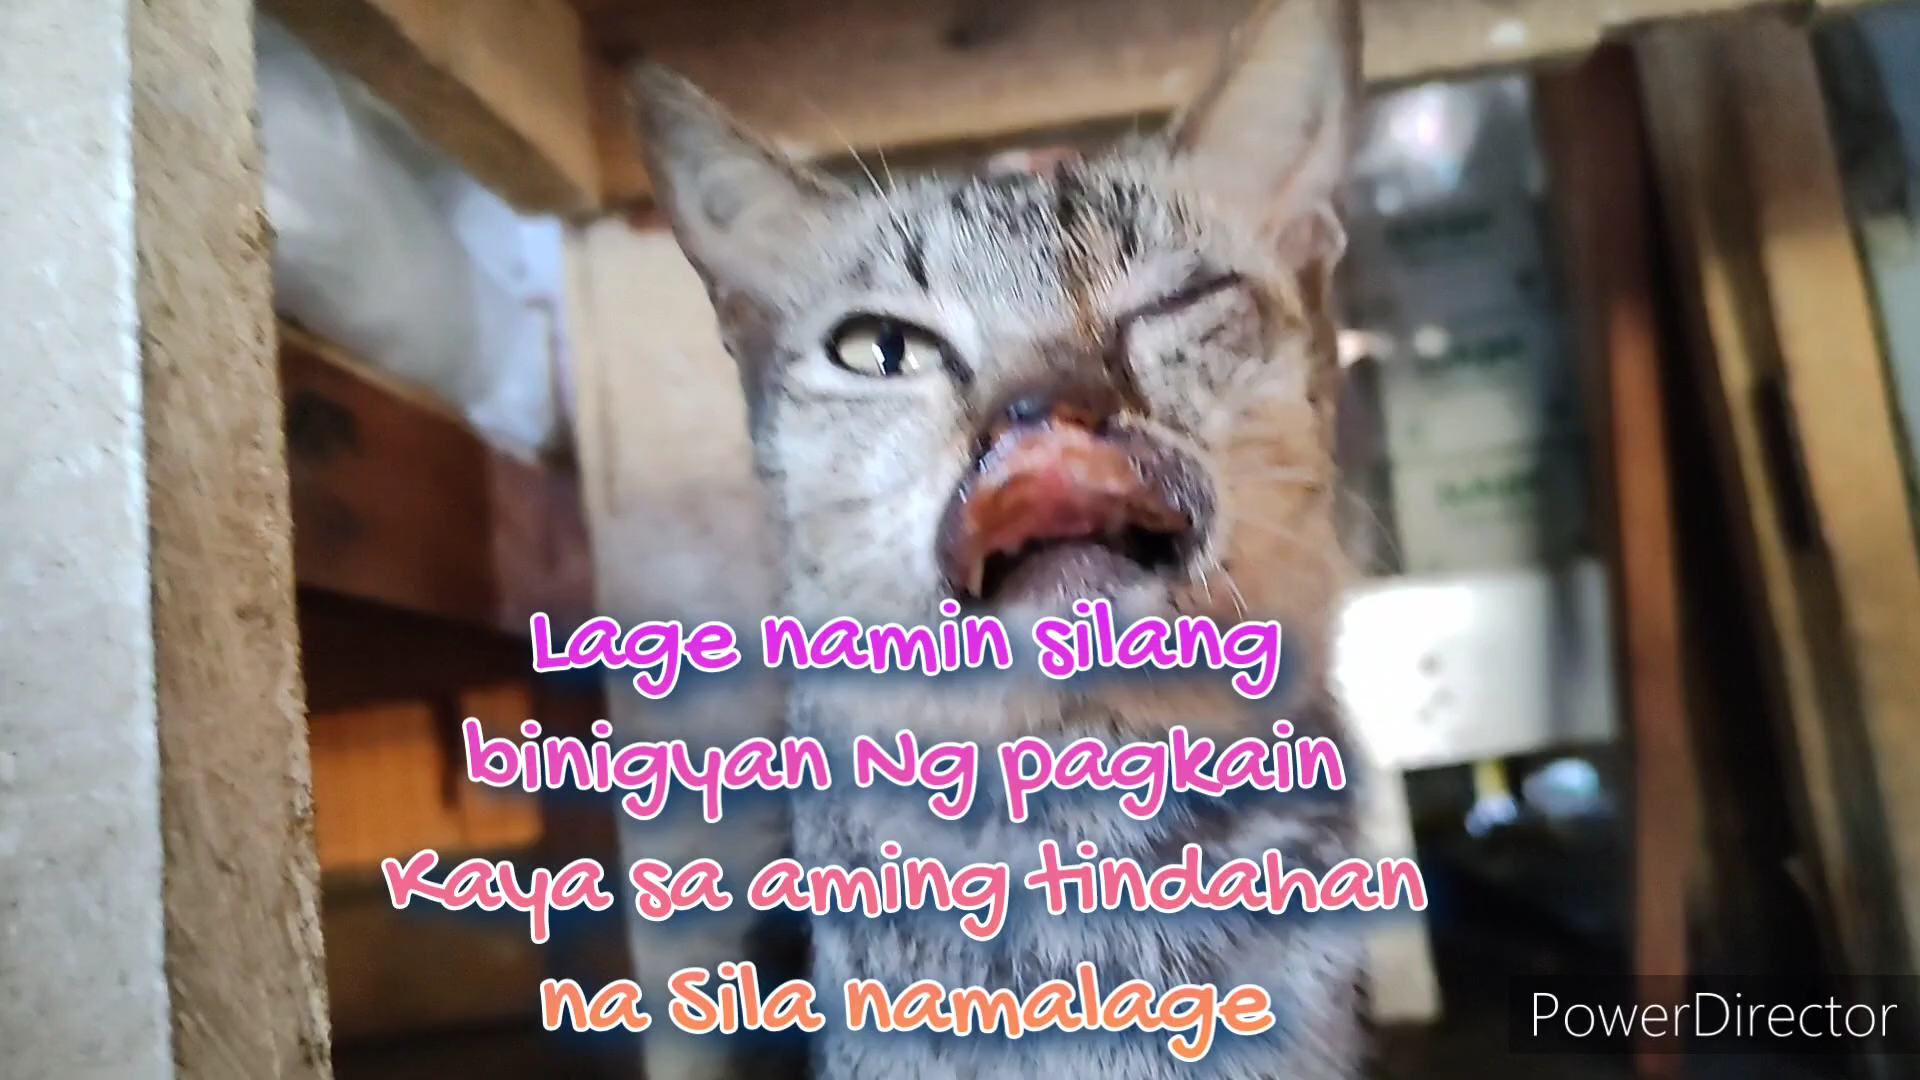 Lage namin silang
binigyan Ng pagkain
Kaya sa aming tindahan
na Sila namalage
PowerDirector